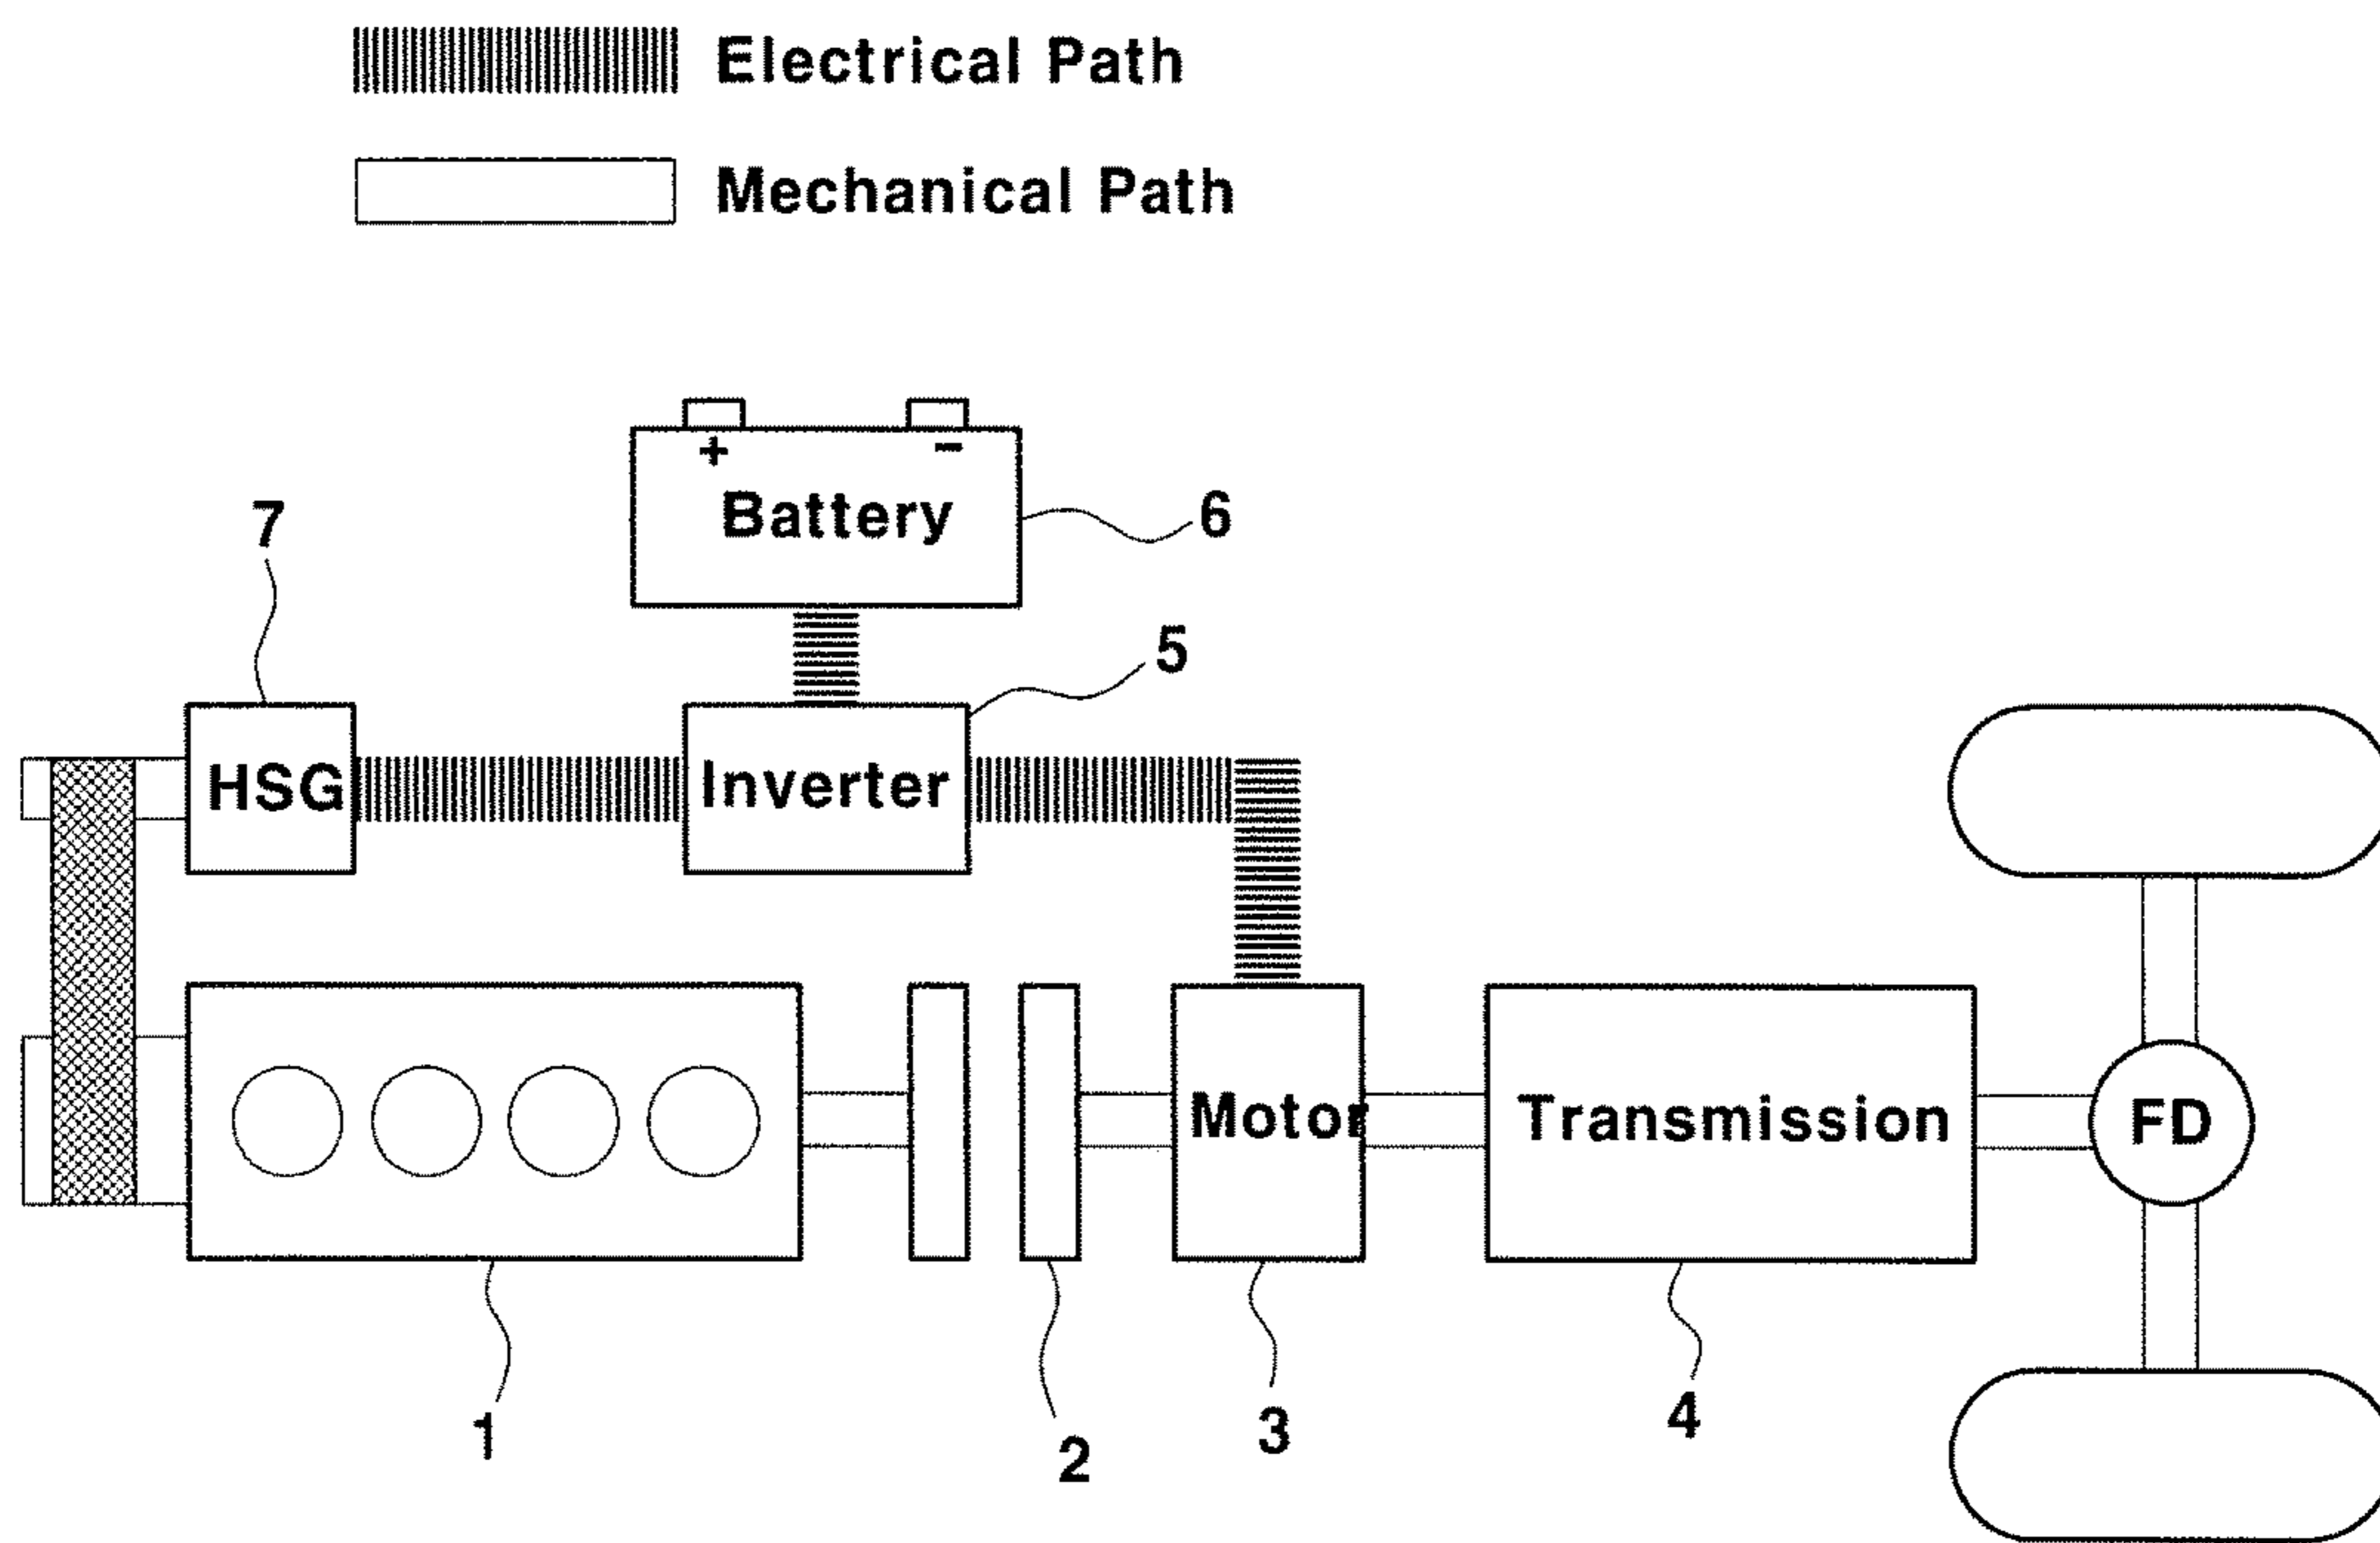 Electrical Path
Mechanical Path
+ −
Battery
6
7
5
HSG
Inverter
Motor
Transmission
FD
1
2
3
4